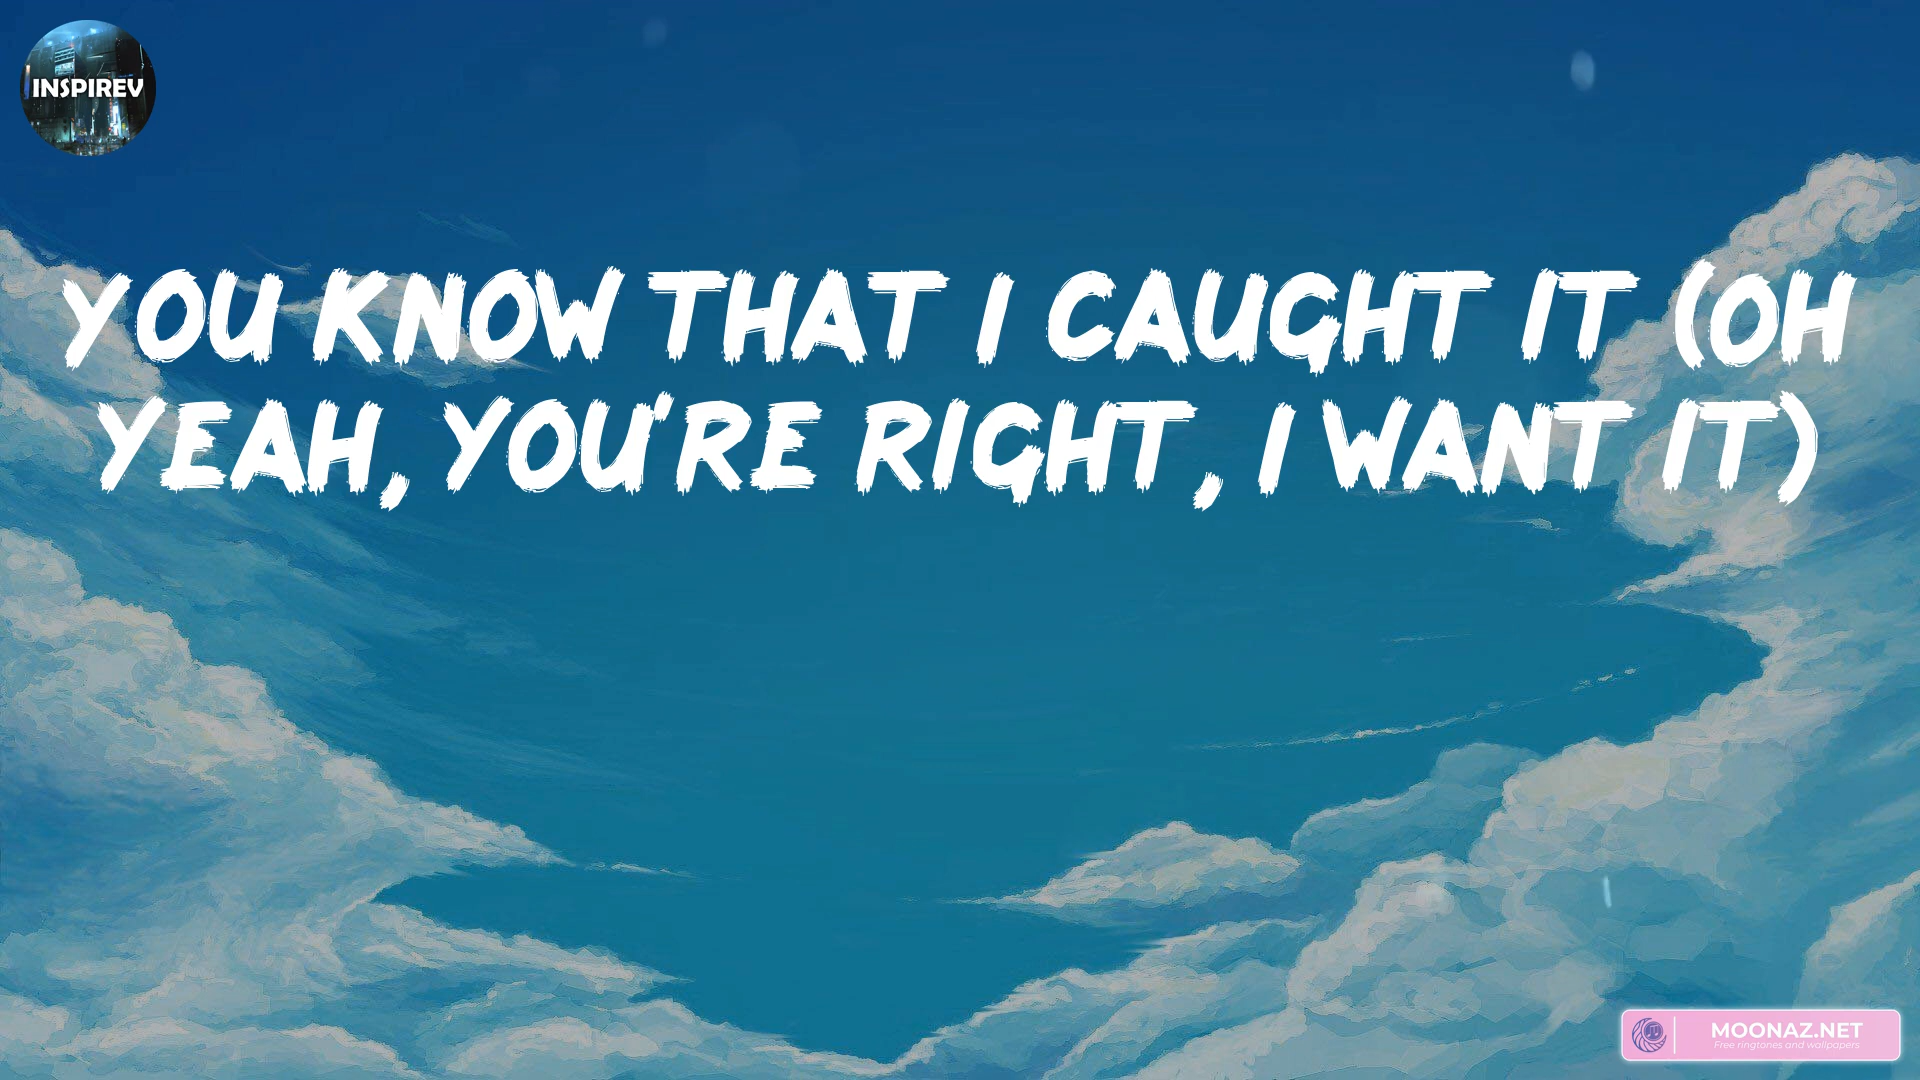 INSPIREV
YOU KNOW THAT I CAUGHT IT (OH
YEAH, YOU'RE RIGHT, I WANT IT)
MOONAZ.NET
Free ringtones and wallpapers